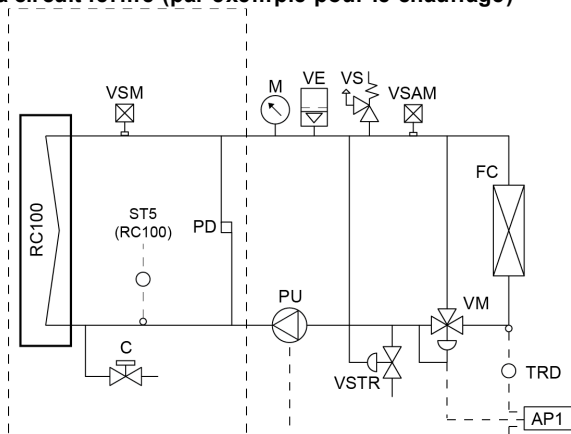 circuit fermé (par exemple pour le chauffage)
VSM
M
VE
VS
VSAM
FC
RC100
ST5
(RC100)
PD
PU
VM
C
VSTR
TRD
AP1